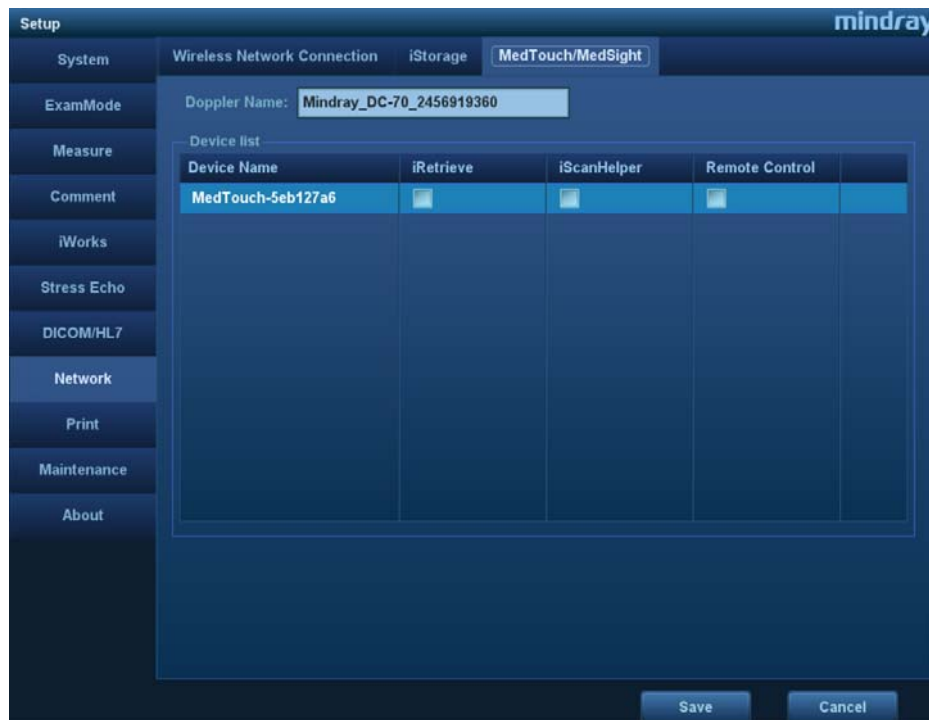 Setup
mindray
System
ExamMode
Measure
Comment
iWorks
Stress Echo
DICOM/HL7
Network
Print
Maintenance
About
Wireless Network Connection iStorage MedTouch/MedSight
Doppler Name: Mindray_DC-70_2456919360
Device list
Device Name iRetrieve iScanHelper Remote Control
MedTouch-5eb127a6
Save Cancel